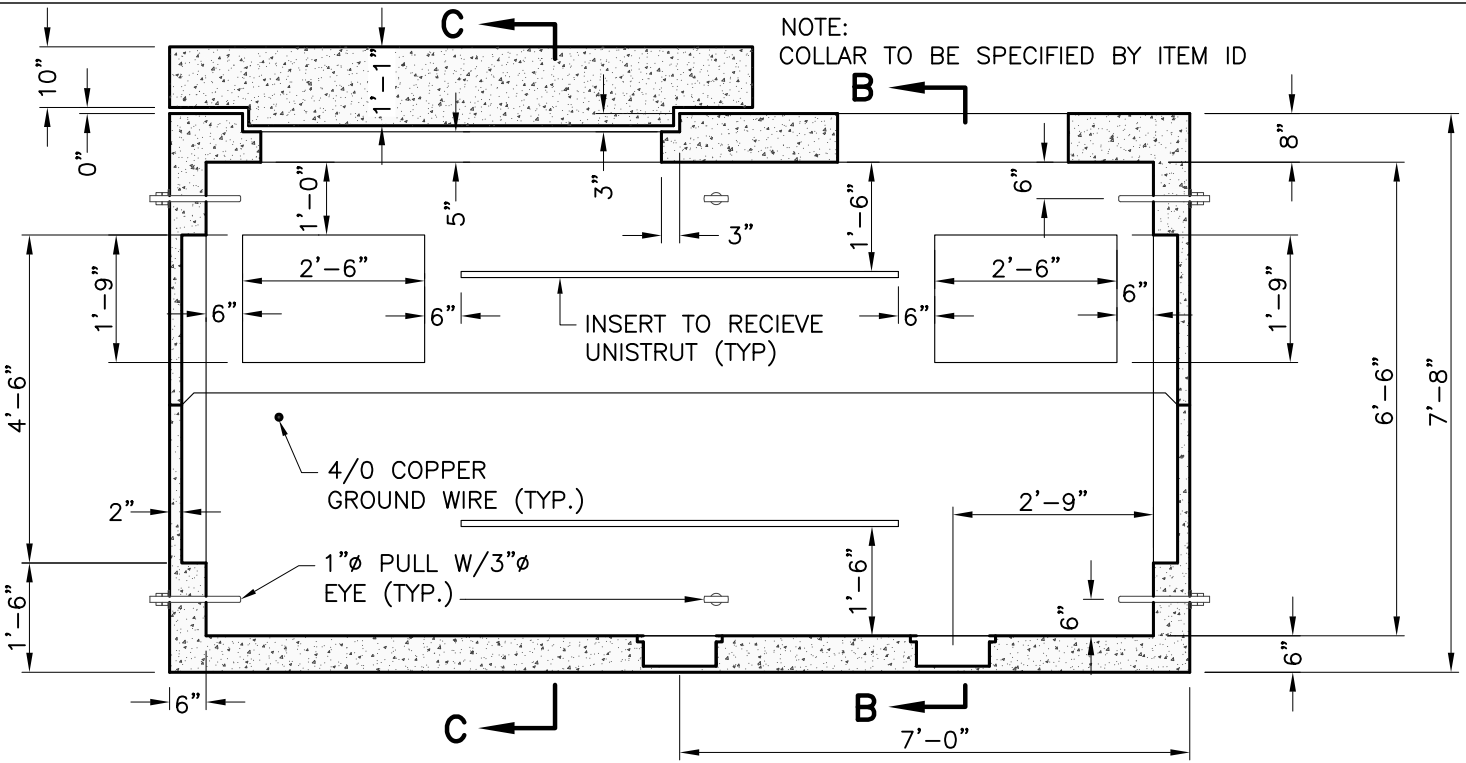 NOTE:
COLLAR TO BE SPECIFIED BY ITEM ID
C
B
10"
1'-1"
0"
8"
1'-0"
5"
3"
3"
1'-6"
6"
2'-6"
2'-6"
1'-9"
6"
6"
6"
6"
1'-9"
INSERT TO RECIEVE
UNISTRUT (TYP)
4'-6"
6'-6"
7'-8"
4/0 COPPER
GROUND WIRE (TYP.)
2'-9"
2"
1"ø PULL W/3"ø
EYE (TYP.)
1'-6"
1'-6"
6"
6"
6"
C
B
7'-0"